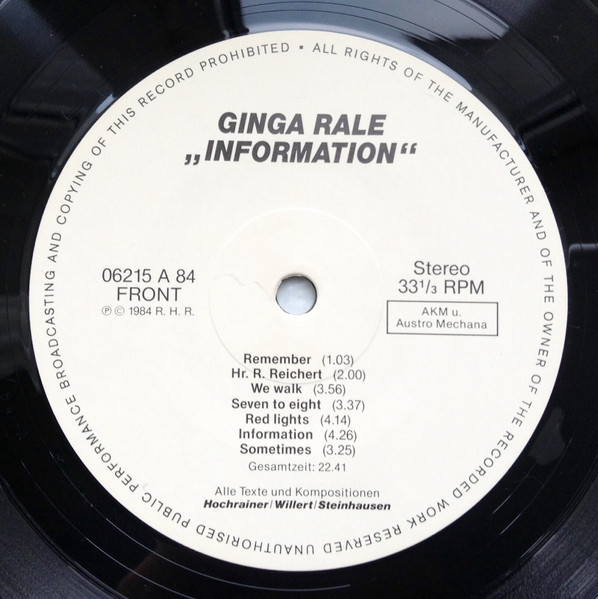 ALL RIGHTS OF THE MANUFACTURER AND OF THE OWNER OF THE RECORDED WORK RESERVED UNAUTHORISED PUBLIC PERFORMANCE BROADCASTING AND COPYING OF THIS RECORD PROHIBITED •
GINGA RALE
„INFORMATION“
06215 A 84
FRONT
℗ © 1984 R. H. R.
Stereo
33 1/3 RPM
AKM u.
Austro Mechana
Remember (1.03)
Hr. R. Reichert (2.00)
We walk (3.56)
Seven to eight (3.37)
Red lights (4.14)
Information (4.26)
Sometimes (3.25)
Gesamtzeit: 22.41
Alle Texte und Kompositionen
Hochrainer/Willert/Steinhausen